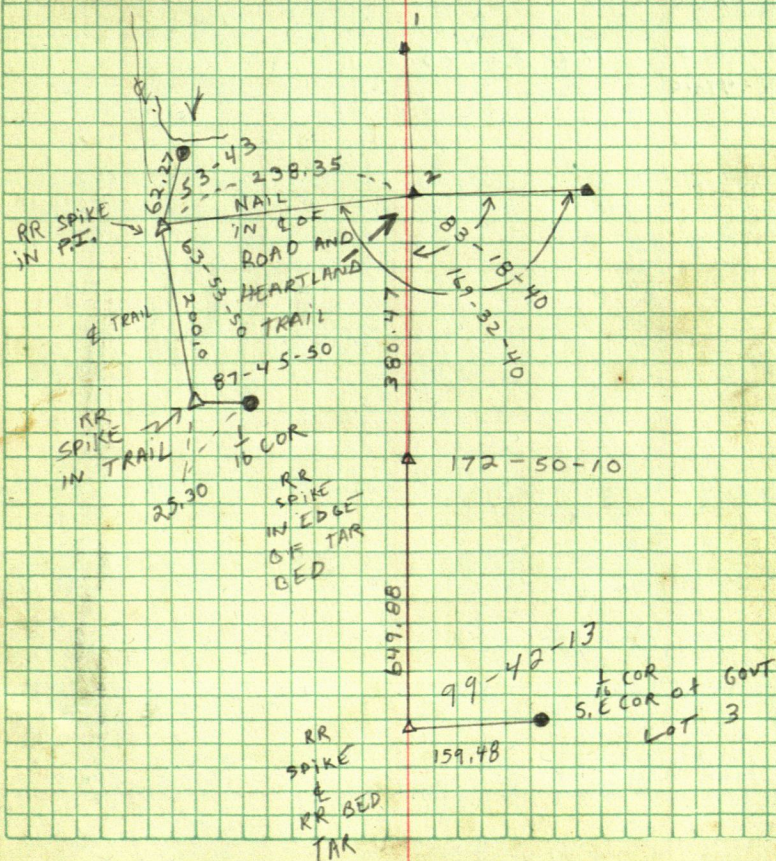 1
℄.
62.27
53-43
238.35
2
RR SPIKE
IN P.I.
NAIL
IN ℄ OF
ROAD AND
HEARTLAND
TRAIL
83-18-40
169-32-40
63-53-50
200.0
℄ TRAIL
380.47
87-45-50
RR
SPIKE
IN TRAIL
1/16 COR
25.30
172-50-10
RR
SPIKE
IN EDGE
OF TAR
BED
649.88
99-42-13
1/16 COR
S.E COR of GOVT
LOT 3
159.48
RR
SPIKE
℄
RR BED
TAR